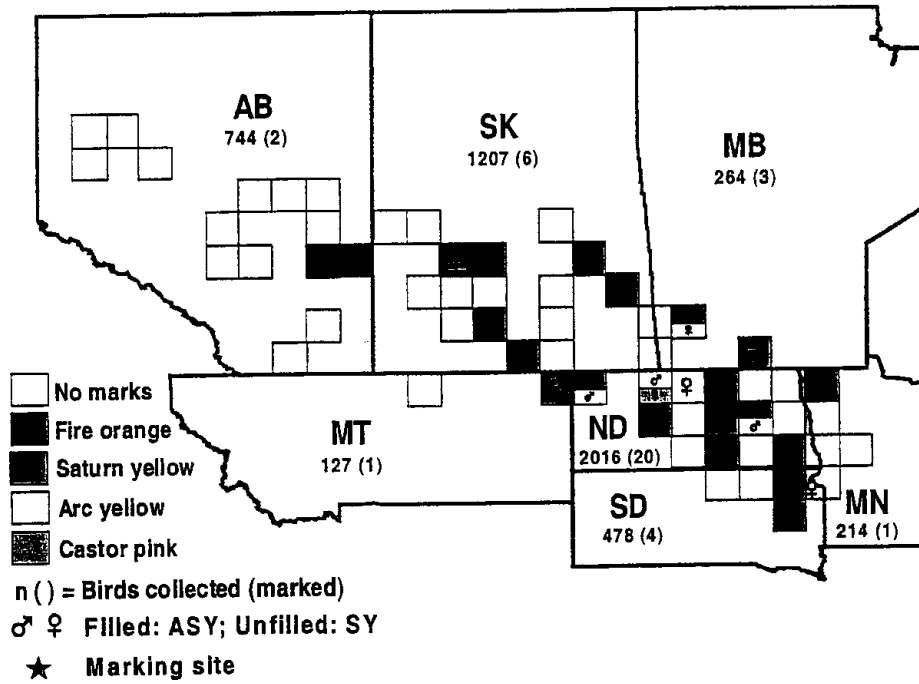 AB
744 (2)
SK
1207 (6)
MB
264 (3)
MT
127 (1)
ND
2016 (20)
SD
478 (4)
MN
214 (1)
No marks
Fire orange
Saturn yellow
Arc yellow
Castor pink
n ( ) = Birds collected (marked)
♂ ♀ Filled: ASY; Unfilled: SY
★ Marking site